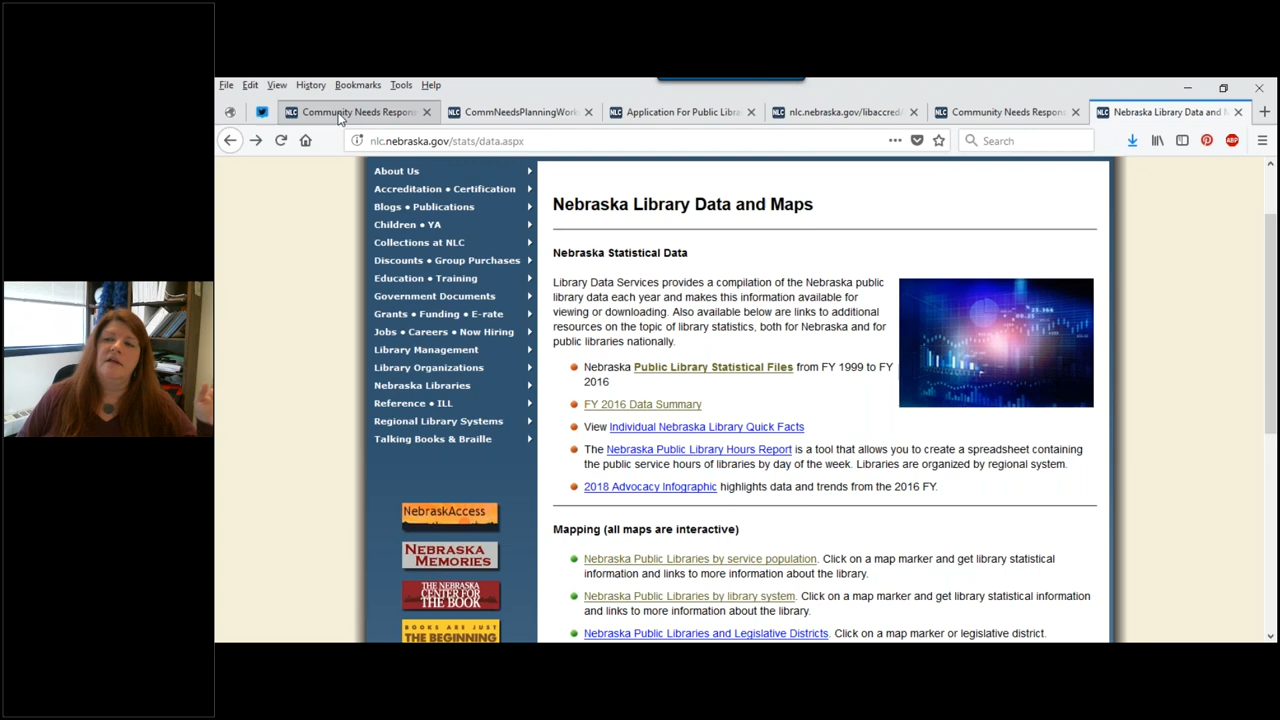 File Edit View History Bookmarks Tools Help
NLC Community Needs Respon
NLC CommNeedsPlanningWork
NLC Application For Public Libra
NLC nlc.nebraska.gov/libaccred/
NLC Community Needs Respon
NLC Nebraska Library Data and M
nlc.nebraska.gov/stats/data.aspx
Search
ABP
About Us
Accreditation ● Certification
Blogs ● Publications
Children ● YA
Collections at NLC
Discounts ● Group Purchases
Education ● Training
Government Documents
Grants ● Funding ● E-rate
Jobs ● Careers ● Now Hiring
Library Management
Library Organizations
Nebraska Libraries
Reference ● ILL
Regional Library Systems
Talking Books & Braille
NebraskAccess
NEBRASKA
MEMORIES
THE NEBRASKA
CENTER FOR
THE BOOK
BOOKS ARE JUST
THE BEGINNING
Nebraska Library Data and Maps
Nebraska Statistical Data
Library Data Services provides a compilation of the Nebraska public
library data each year and makes this information available for
viewing or downloading. Also available below are links to additional
resources on the topic of library statistics, both for Nebraska and for
public libraries nationally.
Nebraska Public Library Statistical Files from FY 1999 to FY
2016
FY 2016 Data Summary
View Individual Nebraska Library Quick Facts
The Nebraska Public Library Hours Report is a tool that allows you to create a spreadsheet containing
the public service hours of libraries by day of the week. Libraries are organized by regional system.
2018 Advocacy Infographic highlights data and trends from the 2016 FY.
Mapping (all maps are interactive)
Nebraska Public Libraries by service population. Click on a map marker and get library statistical
information and links to more information about the library.
Nebraska Public Libraries by library system. Click on a map marker and get library statistical information
and links to more information about the library.
Nebraska Public Libraries and Legislative Districts. Click on a map marker or legislative district.